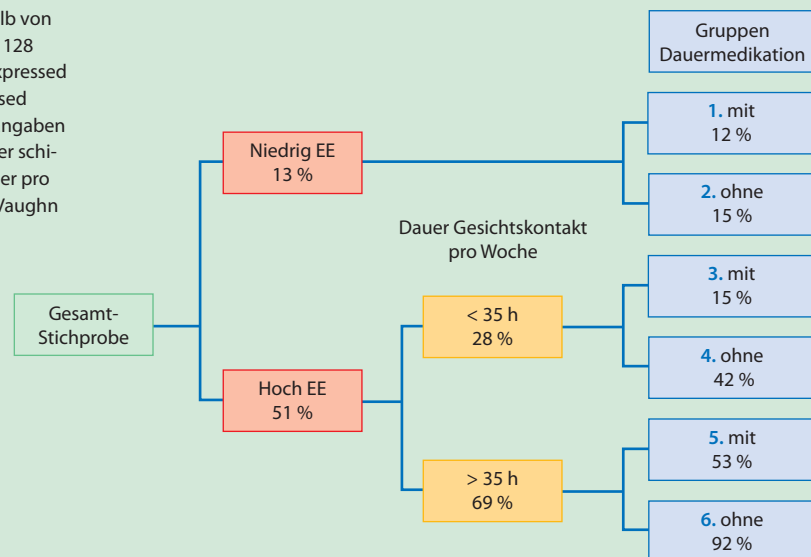 lb von
128
xpressed
sed
ngaben
er schi-
er pro
Vaughn
Gruppen
Dauermedikation
1. mit
12 %
Niedrig EE
13 %
2. ohne
15 %
Dauer Gesichtskontakt
pro Woche
3. mit
15 %
Gesamt-
Stichprobe
< 35 h
28 %
4. ohne
42 %
Hoch EE
51 %
5. mit
53 %
> 35 h
69 %
6. ohne
92 %